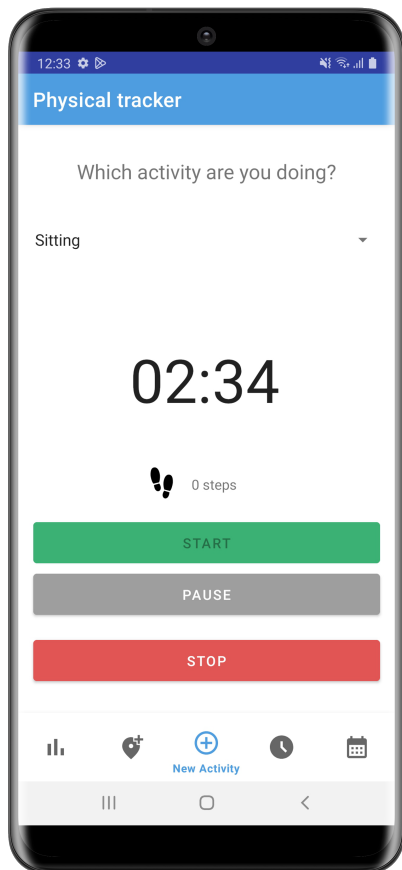 12:33
Physical tracker
Which activity are you doing?
Sitting
02:34
0 steps
START
PAUSE
STOP
New Activity